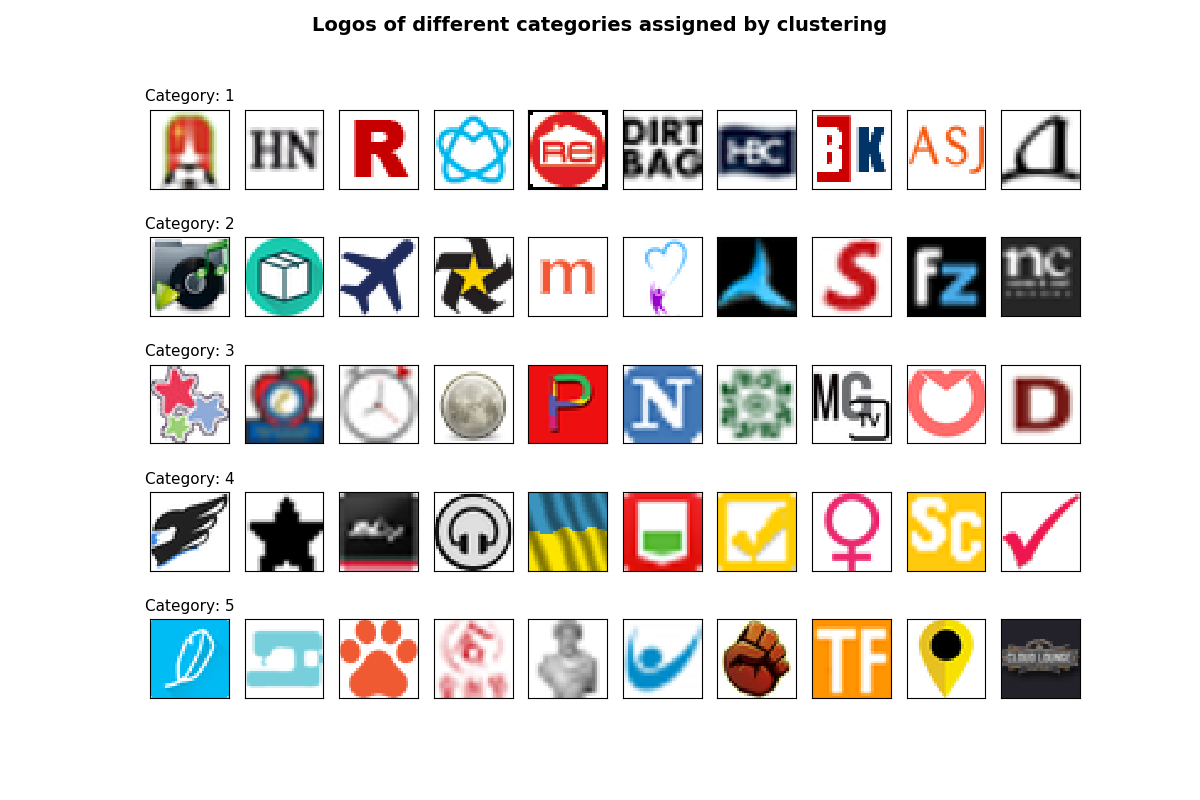 Logos of different categories assigned by clustering
Category: 1
HN
R
Re
DIRT
BAG
HBC
BK
ASJ
Category: 2
m
S
Fz
nc
Category: 3
P
N
MG
TV
D
Category: 4
SC
Category: 5
TF
CLOUD LOUNGE